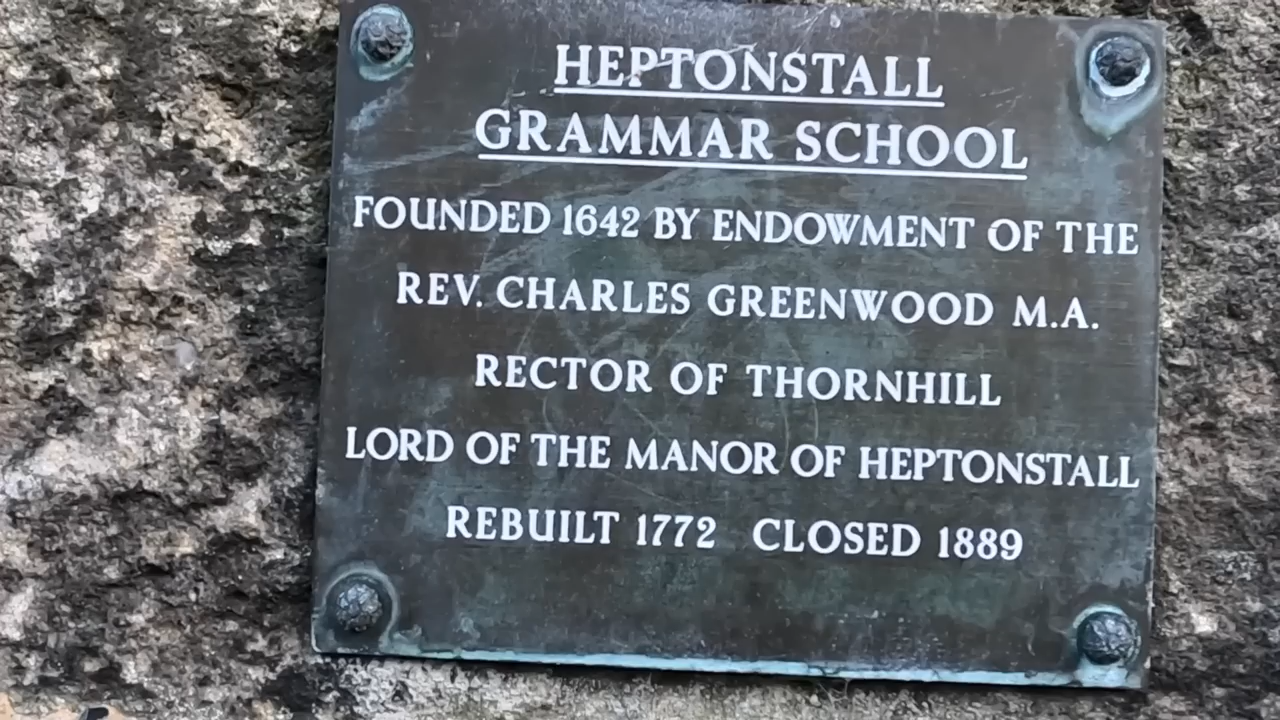 HEPTONSTALL
GRAMMAR SCHOOL
FOUNDED 1642 BY ENDOWMENT OF THE
REV. CHARLES GREENWOOD M.A.
RECTOR OF THORNHILL
LORD OF THE MANOR OF HEPTONSTALL
REBUILT 1772 CLOSED 1889